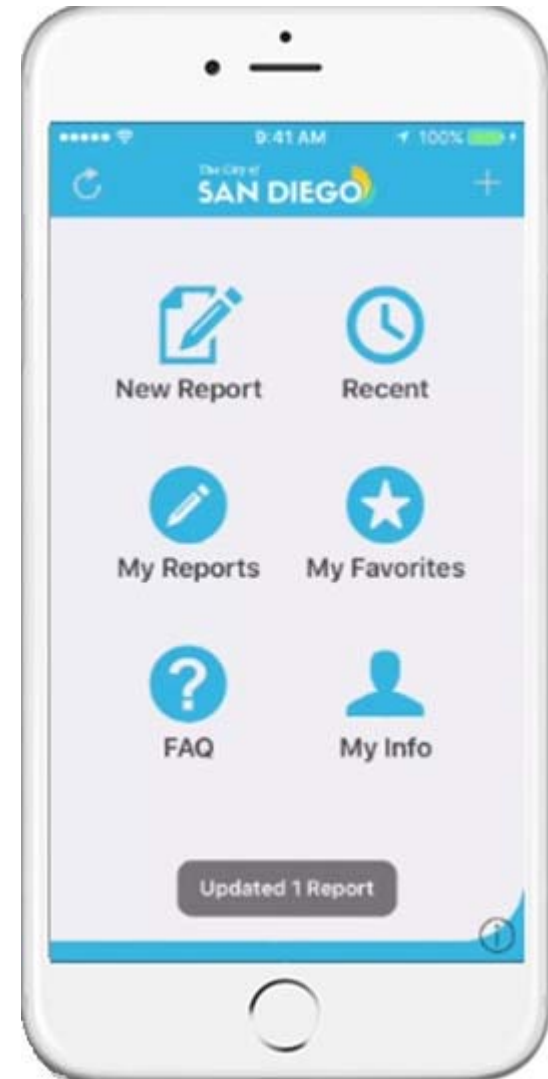 9:41 AM
100%
The City of
SAN DIEGO
New Report
Recent
My Reports
My Favorites
FAQ
My Info
Updated 1 Report